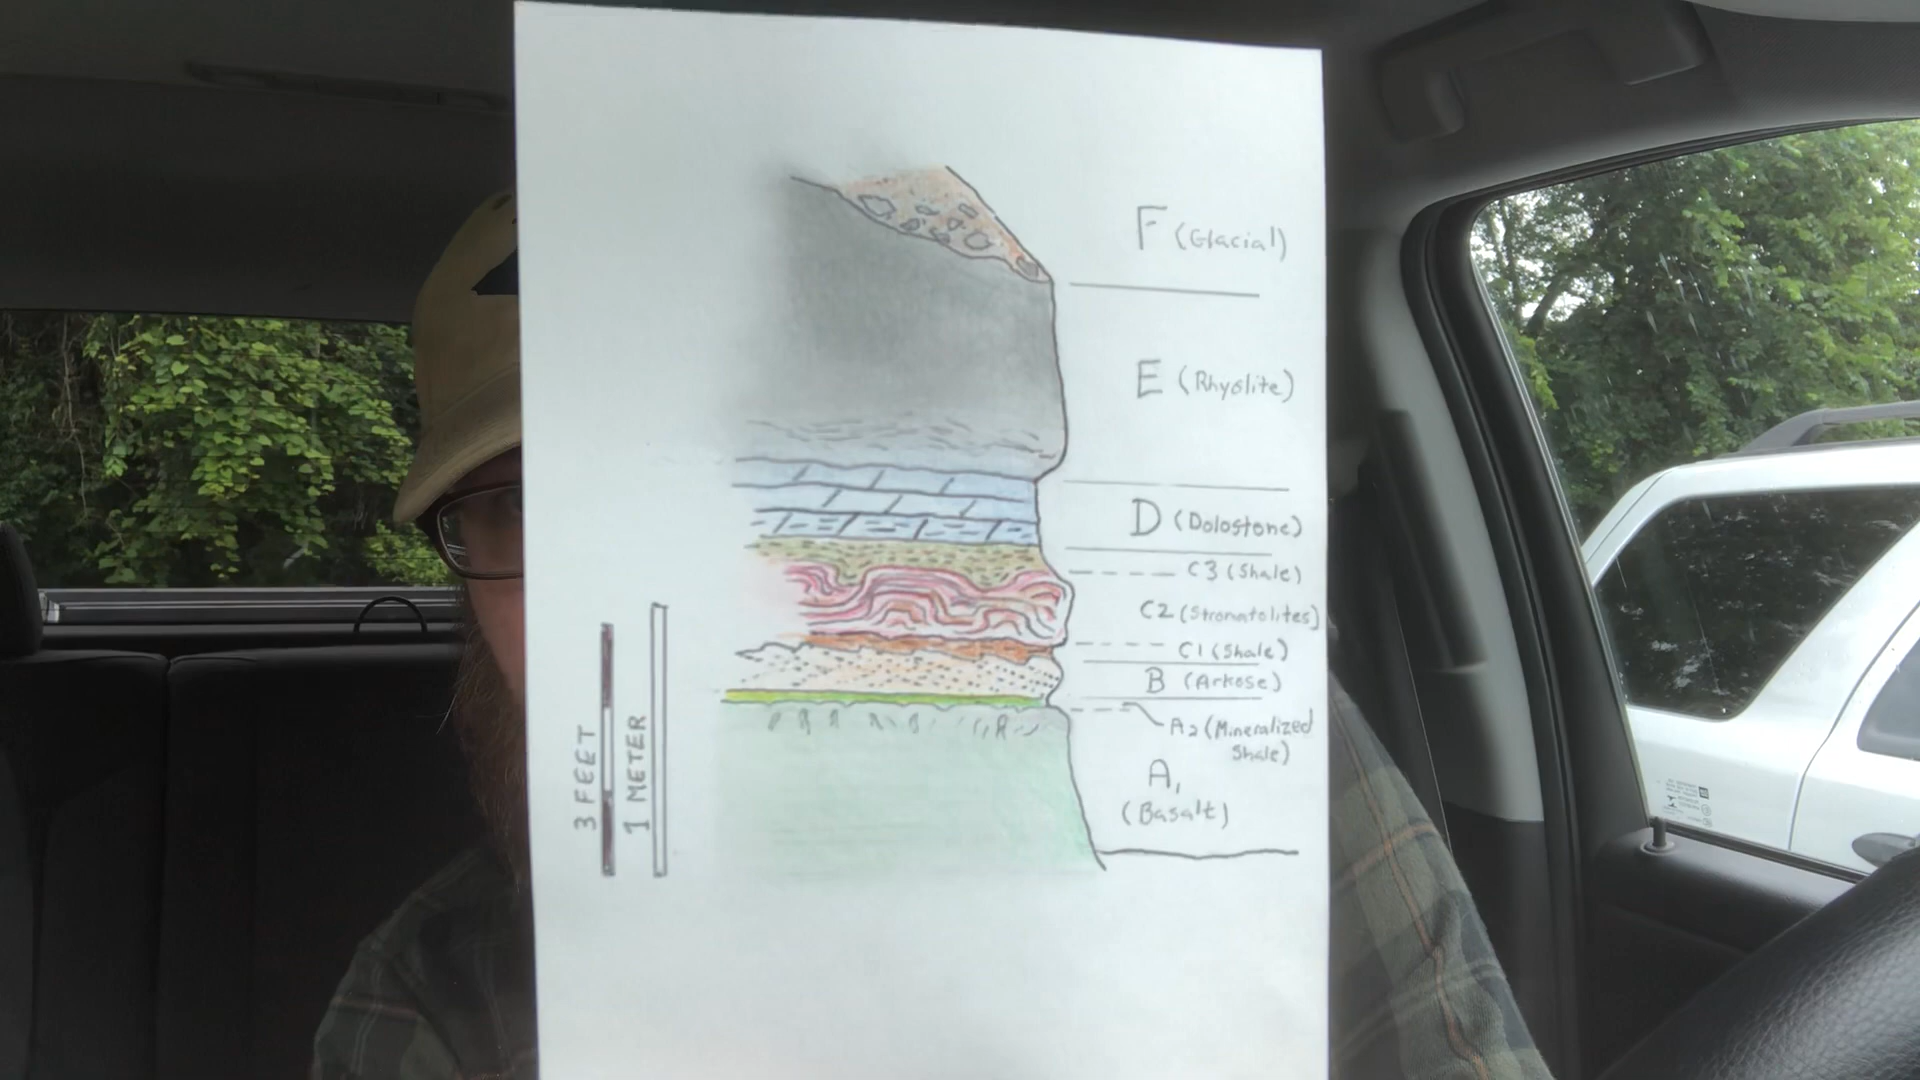 F (Glacial)
E (Rhyolite)
D (Dolostone)
C3 (Shale)
C2 (Stromatolites)
C1 (Shale)
B (Arkose)
A2 (Mineralized
Shale)
A1
(Basalt)
3 FEET
1 METER